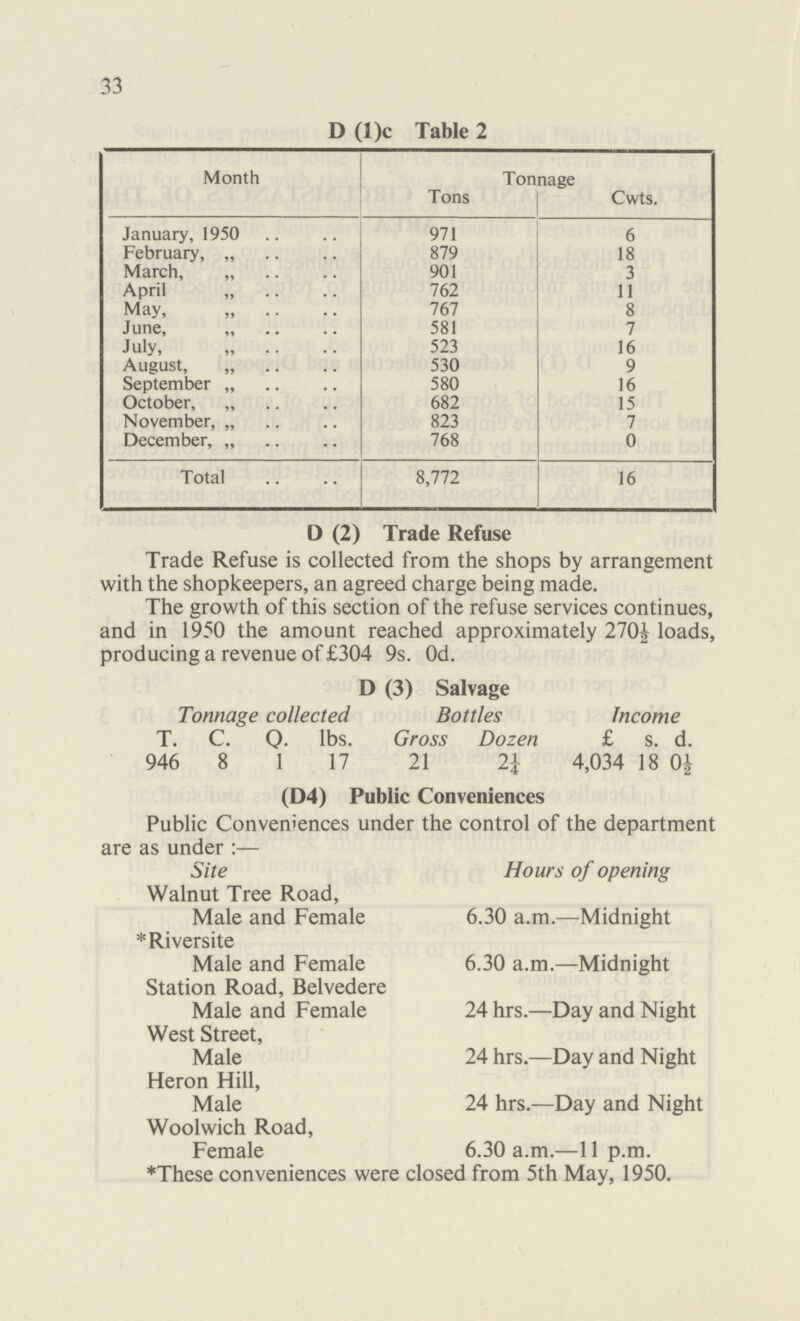 33
D (1)c Table 2
Month Tonnage
Tons Cwts.
January, 1950 .. .. 971 6
February, „ .. .. 879 18
March, „ .. .. 901 3
April „ .. .. 762 11
May, „ .. .. 767 8
June, „ .. .. 581 7
July, „ .. .. 523 16
August, „ .. .. 530 9
September „ .. .. 580 16
October, „ .. .. 682 15
November, „ .. .. 823 7
December, „ .. .. 768 0
Total .. .. 8,772 16
D (2) Trade Refuse
Trade Refuse is collected from the shops by arrangement
with the shopkeepers, an agreed charge being made.
The growth of this section of the refuse services continues,
and in 1950 the amount reached approximately 270½ loads,
producing a revenue of £304 9s. 0d.
D (3) Salvage
Tonnage collected Bottles Income
T. C. Q. lbs. Gross Dozen £ s. d.
946 8 1 17 21 2¼ 4,034 18 0½
(D4) Public Conveniences
Public Conveniences under the control of the department
are as under :—
Site Hours of opening
Walnut Tree Road,
Male and Female 6.30 a.m.—Midnight
*Riversite
Male and Female 6.30 a.m.—Midnight
Station Road, Belvedere
Male and Female 24 hrs.—Day and Night
West Street,
Male 24 hrs.—Day and Night
Heron Hill,
Male 24 hrs.—Day and Night
Woolwich Road,
Female 6.30 a.m.—11 p.m.
*These conveniences were closed from 5th May, 1950.